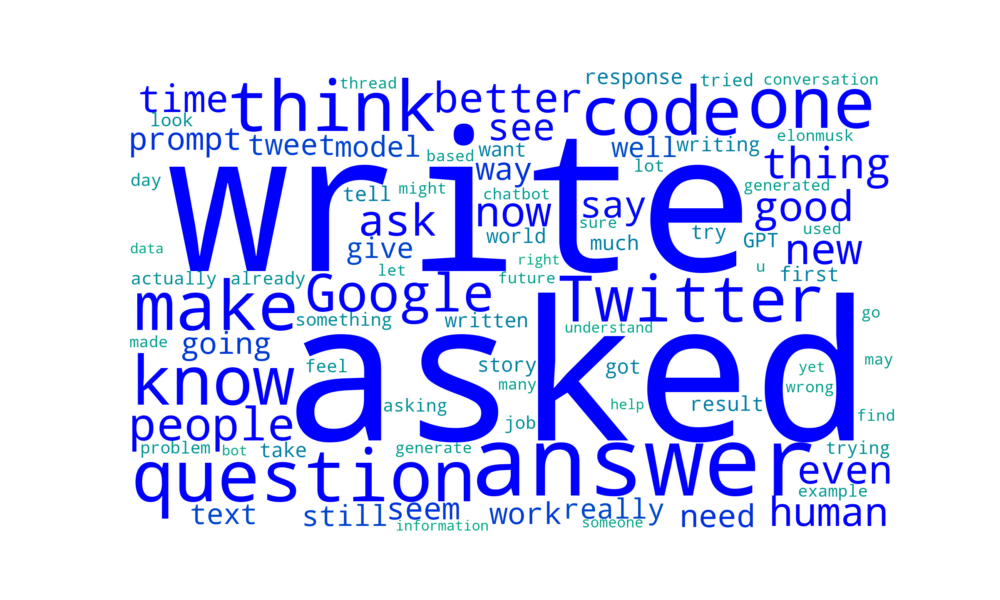 thread
response tried conversation
time think better code one
look see
prompt tweet model well writing elonmusk
based want lot thing
write
day tell might way chatbot generated
ask now say sure good
used
give world much try GPT new
data
right
actually already let future u first
make Google Twitter
something written understand go
made going asked
know feel story got yet may
many wrong
people asking help result find
job
problem bot take generate answer trying
question even
example
text still seem work really need human
information someone